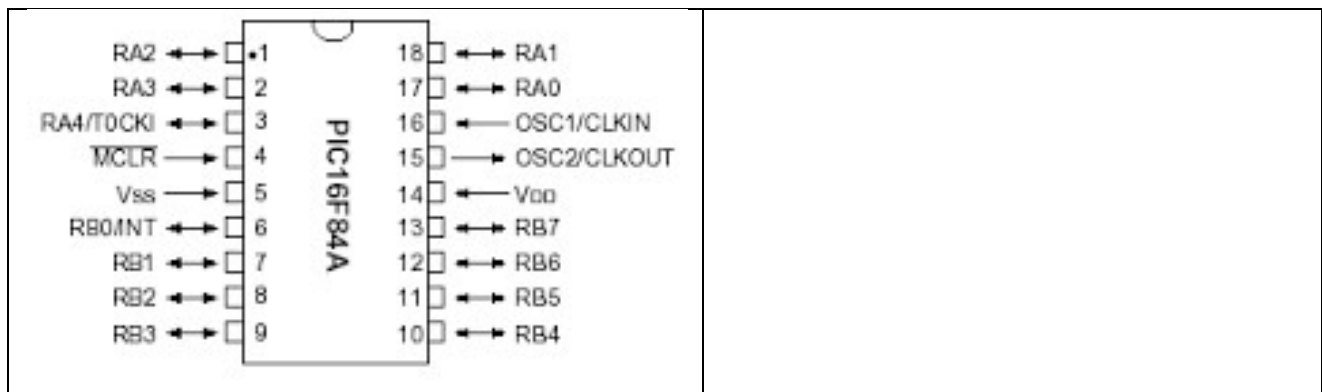 RA2 •1 18 RA1
RA3 2 17 RA0
RA4/T0CKI 3 16 OSC1/CLKIN
MCLR 4 15 OSC2/CLKOUT
Vss 5 14 VDD
RB0/INT 6 13 RB7
RB1 7 12 RB6
RB2 8 11 RB5
RB3 9 10 RB4
PIC16F84A